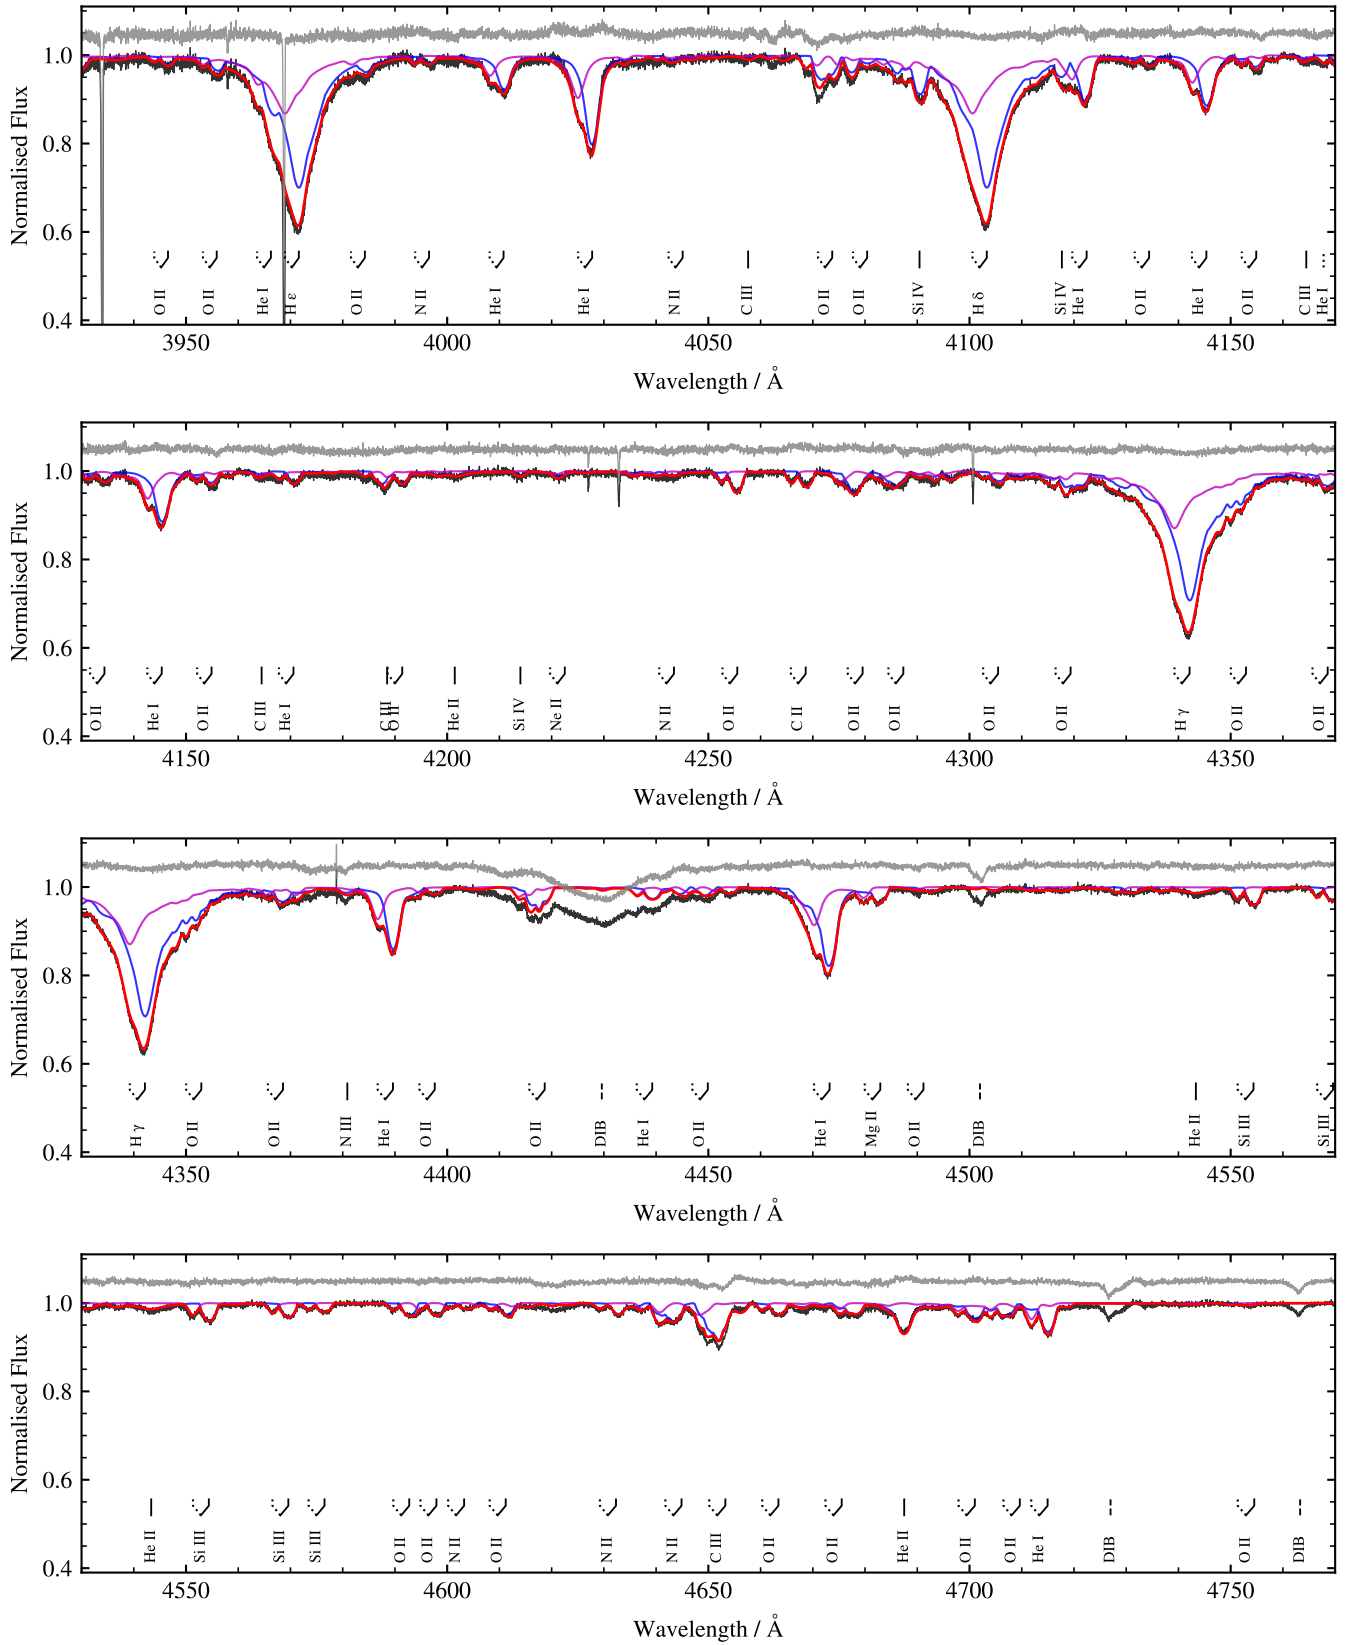 1.0
0.8
0.6
0.4
Normalised Flux
O II
O II
He I
H ε
O II
N II
He I
He I
N II
C III
O II
O II
Si IV
H δ
Si IV
He I
O II
He I
O II
C III
He I
3950
4000
4050
4100
4150
Wavelength / Å
1.0
0.8
0.6
0.4
Normalised Flux
O II
He I
O II
C III
He I
C III
O II
He II
Si IV
Ne II
N II
O II
C II
O II
O II
O II
O II
H γ
O II
O II
4150
4200
4250
4300
4350
Wavelength / Å
1.0
0.8
0.6
0.4
Normalised Flux
H γ
O II
O II
N III
He I
O II
O II
DIB
He I
O II
He I
Mg II
O II
DIB
He II
Si III
Si III
4350
4400
4450
4500
4550
Wavelength / Å
1.0
0.8
0.6
0.4
Normalised Flux
He II
Si III
Si III
Si III
O II
O II
N II
O II
N II
N II
C III
O II
O II
He II
O II
O II
He I
DIB
O II
DIB
4550
4600
4650
4700
4750
Wavelength / Å